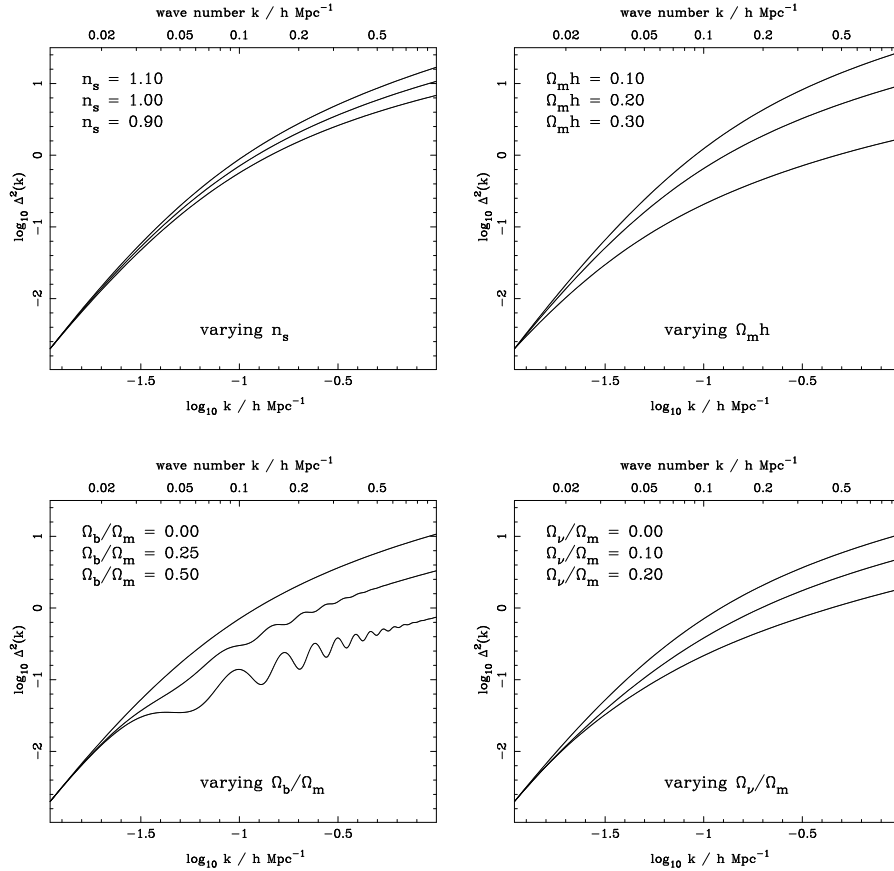 wave number k / h Mpc⁻¹
0.02 0.05 0.1 0.2 0.5
n_s = 1.10
n_s = 1.00
n_s = 0.90
log₁₀ Δ²(k)
1
0
−1
−2
varying n_s
−1.5 −1 −0.5
log₁₀ k / h Mpc⁻¹
wave number k / h Mpc⁻¹
0.02 0.05 0.1 0.2 0.5
Ω_m h = 0.10
Ω_m h = 0.20
Ω_m h = 0.30
log₁₀ Δ²(k)
1
0
−1
−2
varying Ω_m h
−1.5 −1 −0.5
log₁₀ k / h Mpc⁻¹
wave number k / h Mpc⁻¹
0.02 0.05 0.1 0.2 0.5
Ω_b/Ω_m = 0.00
Ω_b/Ω_m = 0.25
Ω_b/Ω_m = 0.50
log₁₀ Δ²(k)
1
0
−1
−2
varying Ω_b/Ω_m
−1.5 −1 −0.5
log₁₀ k / h Mpc⁻¹
wave number k / h Mpc⁻¹
0.02 0.05 0.1 0.2 0.5
Ω_ν/Ω_m = 0.00
Ω_ν/Ω_m = 0.10
Ω_ν/Ω_m = 0.20
log₁₀ Δ²(k)
1
0
−1
−2
varying Ω_ν/Ω_m
−1.5 −1 −0.5
log₁₀ k / h Mpc⁻¹